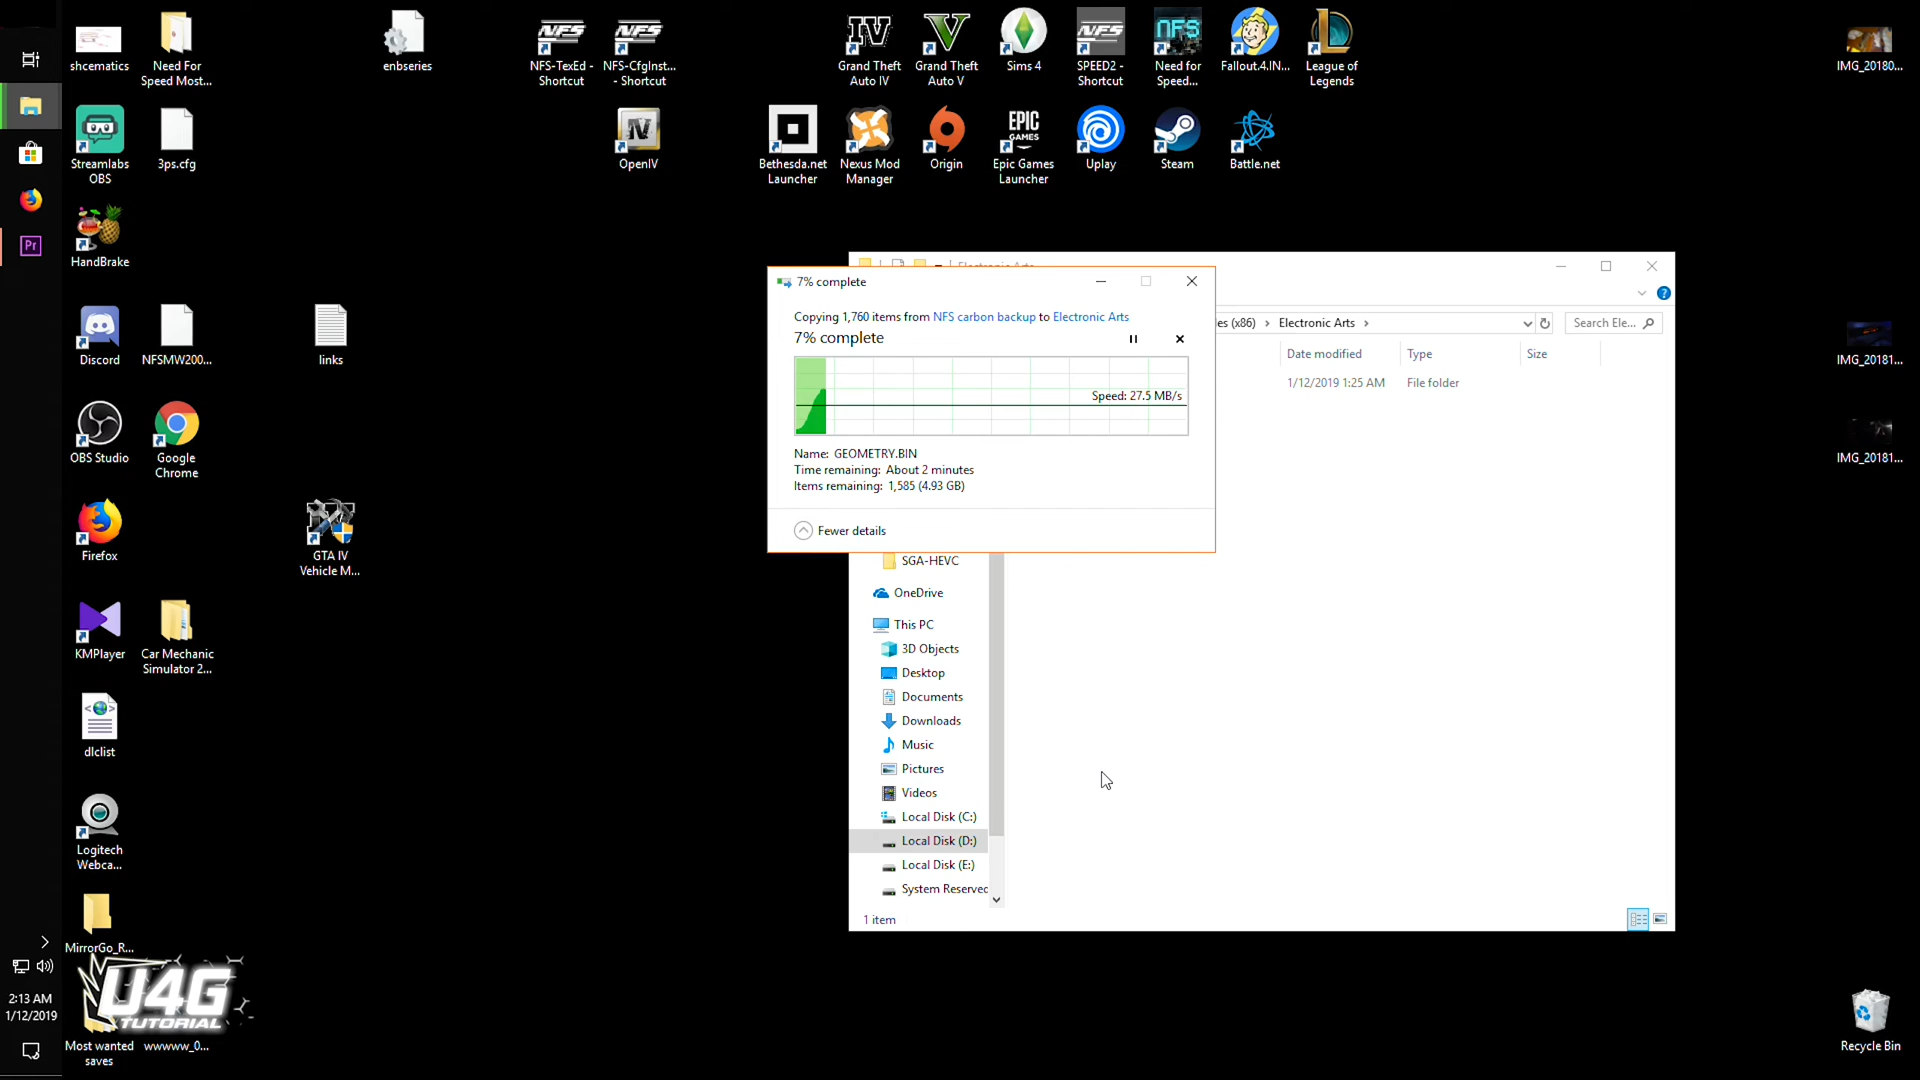 shcematics
Need For
Speed Most...
enbseries
NFS-TexEd -
Shortcut
NFS-CfgInst...
- Shortcut
Grand Theft
Auto IV
Grand Theft
Auto V
Sims 4
SPEED2 -
Shortcut
Need for
Speed...
Fallout.4.IN...
League of
Legends
IMG_20180...
Streamlabs
OBS
3ps.cfg
OpenIV
Bethesda.net
Launcher
Nexus Mod
Manager
Origin
Epic Games
Launcher
Uplay
Steam
Battle.net
HandBrake
Discord
NFSMW200...
links
OBS Studio
Google
Chrome
Firefox
GTA IV
Vehicle M...
KMPlayer
Car Mechanic
Simulator 2...
dlclist
Logitech
Webca...
MirrorGo_R...
Most wanted
saves
wwwww_0...
U4G
TUTORIAL
2:13 AM
1/12/2019
Pr
7% complete
Copying 1,760 items from NFS carbon backup to Electronic Arts
7% complete
Speed: 27.5 MB/s
Name: GEOMETRY.BIN
Time remaining: About 2 minutes
Items remaining: 1,585 (4.93 GB)
Fewer details
es (x86) > Electronic Arts >
Search Ele...
Date modified
Type
Size
1/12/2019 1:25 AM
File folder
SGA-HEVC
OneDrive
This PC
3D Objects
Desktop
Documents
Downloads
Music
Pictures
Videos
Local Disk (C:)
Local Disk (D:)
Local Disk (E:)
System Reserved
1 item
IMG_20181...
IMG_20181...
Recycle Bin